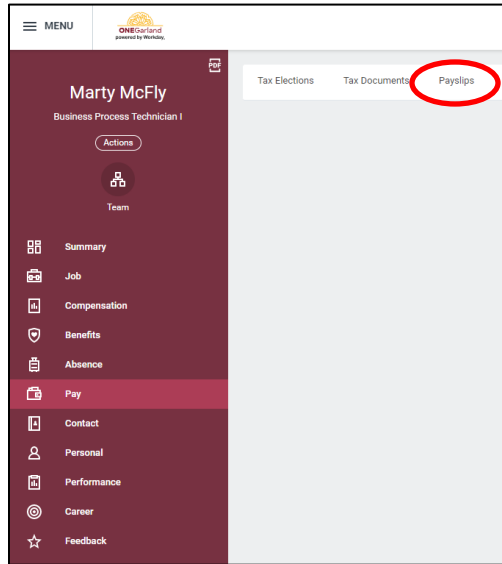 MENU
ONEGarland
powered by Workday.
PDF
Marty McFly
Business Process Technician I
Actions
Team
Summary
Job
Compensation
Benefits
Absence
Pay
Contact
Personal
Performance
Career
Feedback
Tax Elections Tax Documents Payslips